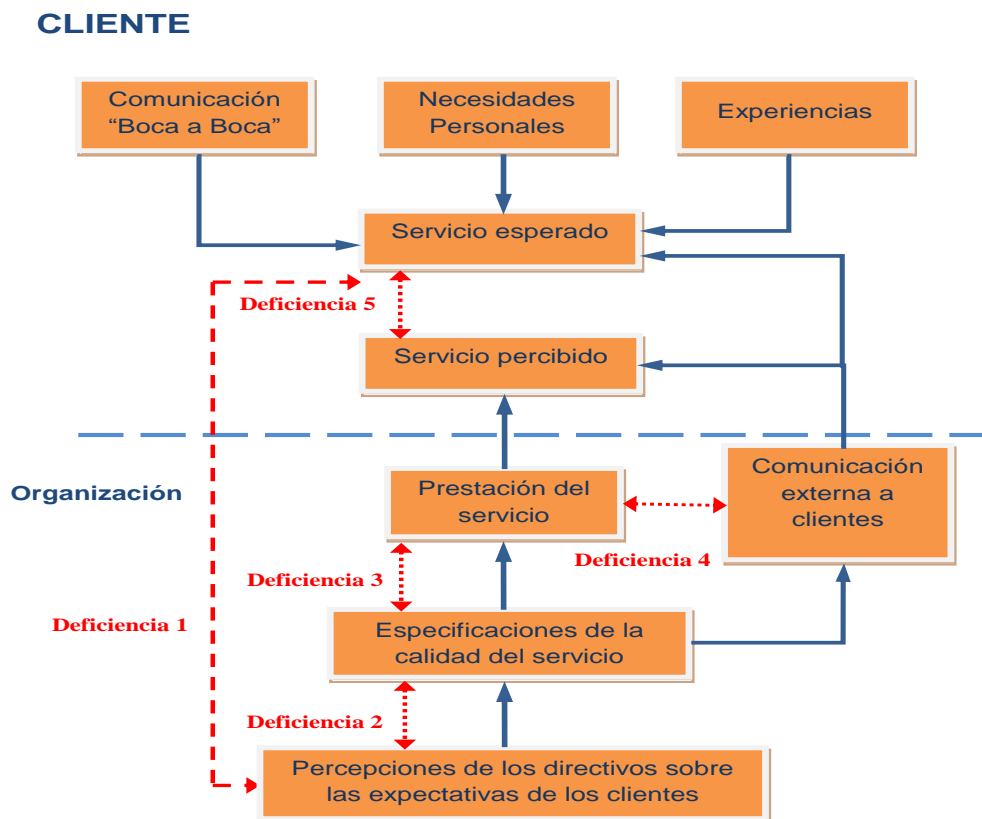 CLIENTE
Comunicación
“Boca a Boca”
Necesidades
Personales
Experiencias
Servicio esperado
Deficiencia 5
Servicio percibido
Organización
Prestación del
servicio
Comunicación
externa a
clientes
Deficiencia 4
Deficiencia 3
Deficiencia 1
Especificaciones de la
calidad del servicio
Deficiencia 2
Percepciones de los directivos sobre
las expectativas de los clientes